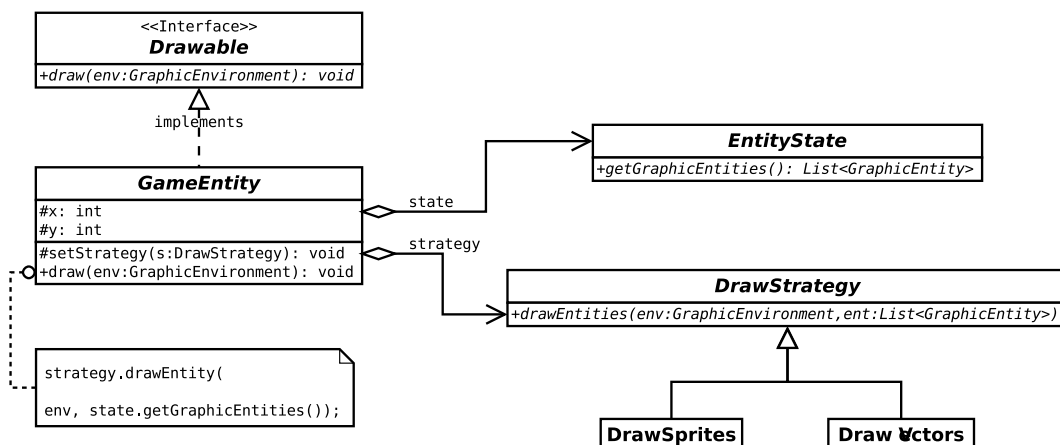 <<Interface>>
Drawable
+draw(env:GraphicEnvironment): void
implements
GameEntity
#x: int
#y: int
#setStrategy(s:DrawStrategy): void
+draw(env:GraphicEnvironment): void
state
strategy
EntityState
+getGraphicEntities(): List<GraphicEntity>
DrawStrategy
+drawEntities(env:GraphicEnvironment,ent:List<GraphicEntity>)
strategy.drawEntity(
env, state.getGraphicEntities());
DrawSprites
Draw Vectors